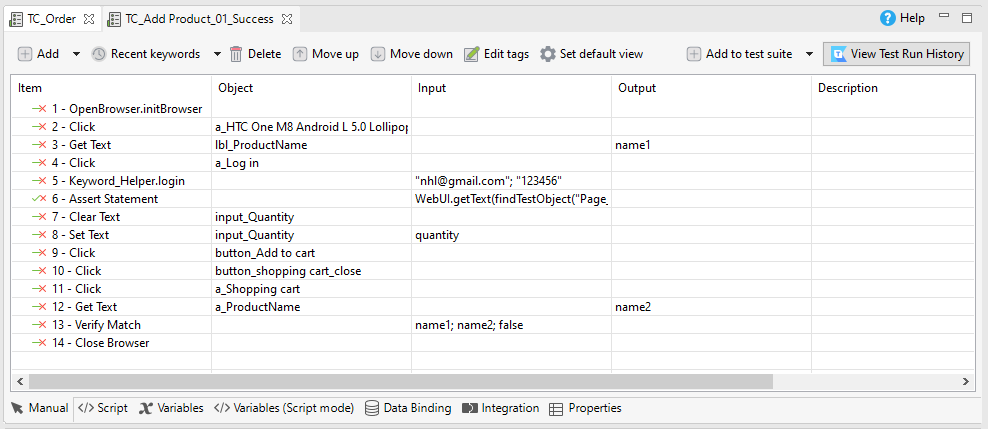 TC_Order TC_Add Product_01_Success Help
Add Recent keywords Delete Move up Move down Edit tags Set default view Add to test suite View Test Run History
Item Object Input Output Description
1 - OpenBrowser.initBrowser
2 - Click a_HTC One M8 Android L 5.0 Lollipop
3 - Get Text lbl_ProductName name1
4 - Click a_Log in
5 - Keyword_Helper.login "nhl@gmail.com"; "123456"
6 - Assert Statement WebUI.getText(findTestObject("Page_
7 - Clear Text input_Quantity
8 - Set Text input_Quantity quantity
9 - Click button_Add to cart
10 - Click button_shopping cart_close
11 - Click a_Shopping cart
12 - Get Text a_ProductName name2
13 - Verify Match name1; name2; false
14 - Close Browser
Manual </> Script Variables </> Variables (Script mode) Data Binding Integration Properties